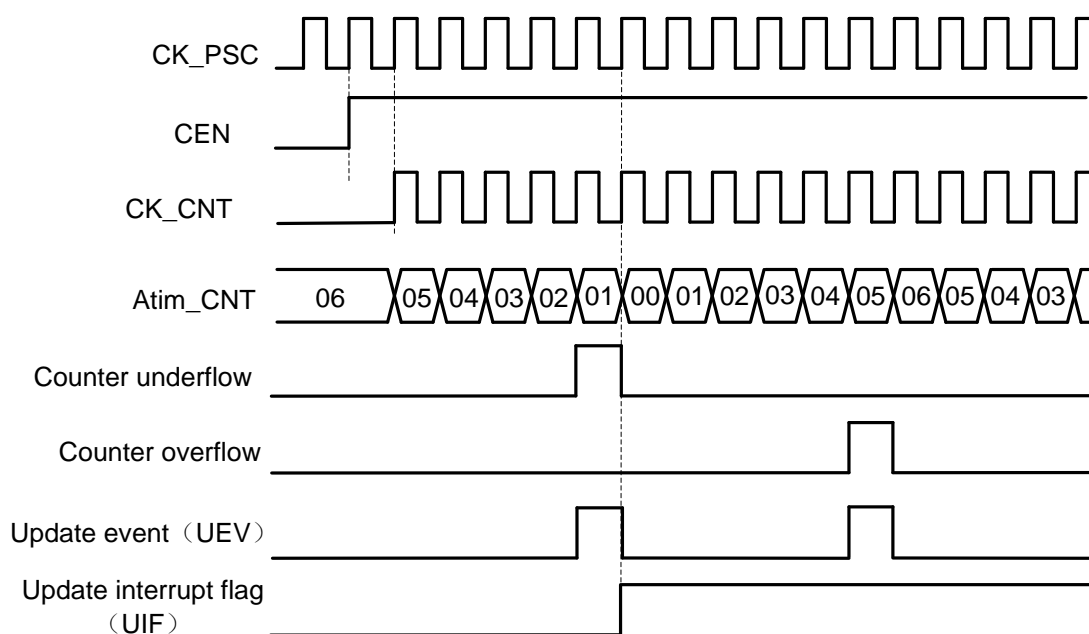 CK_PSC
CEN
CK_CNT
Atim_CNT 06 05 04 03 02 01 00 01 02 03 04 05 06 05 04 03
Counter underflow
Counter overflow
Update event（UEV）
Update interrupt flag
（UIF）